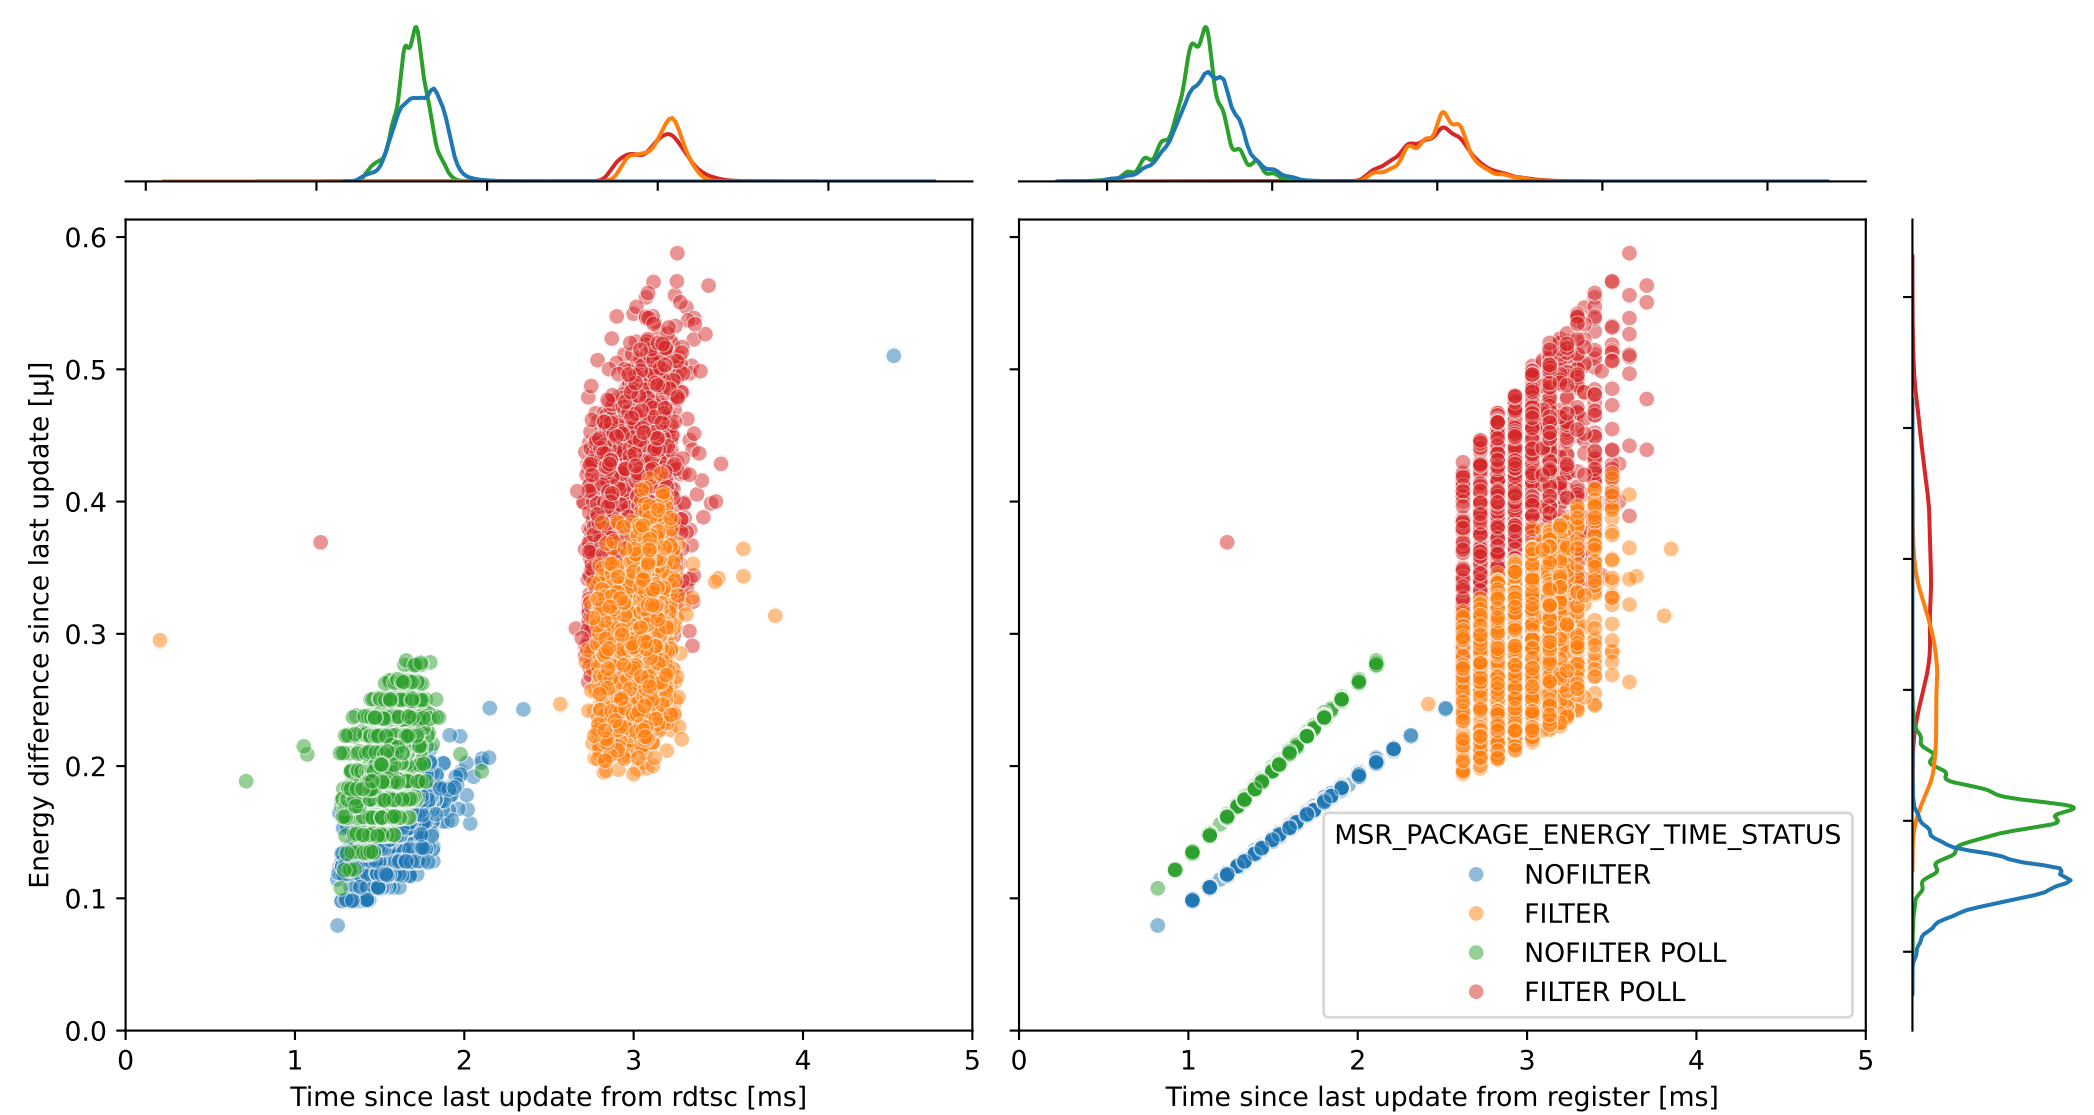 0.6
0.5
0.4
0.3
0.2
0.1
0.0
Energy difference since last update [µJ]
0 1 2 3 4 5
Time since last update from rdtsc [ms]
0 1 2 3 4 5
Time since last update from register [ms]
MSR_PACKAGE_ENERGY_TIME_STATUS
NOFILTER
FILTER
NOFILTER POLL
FILTER POLL